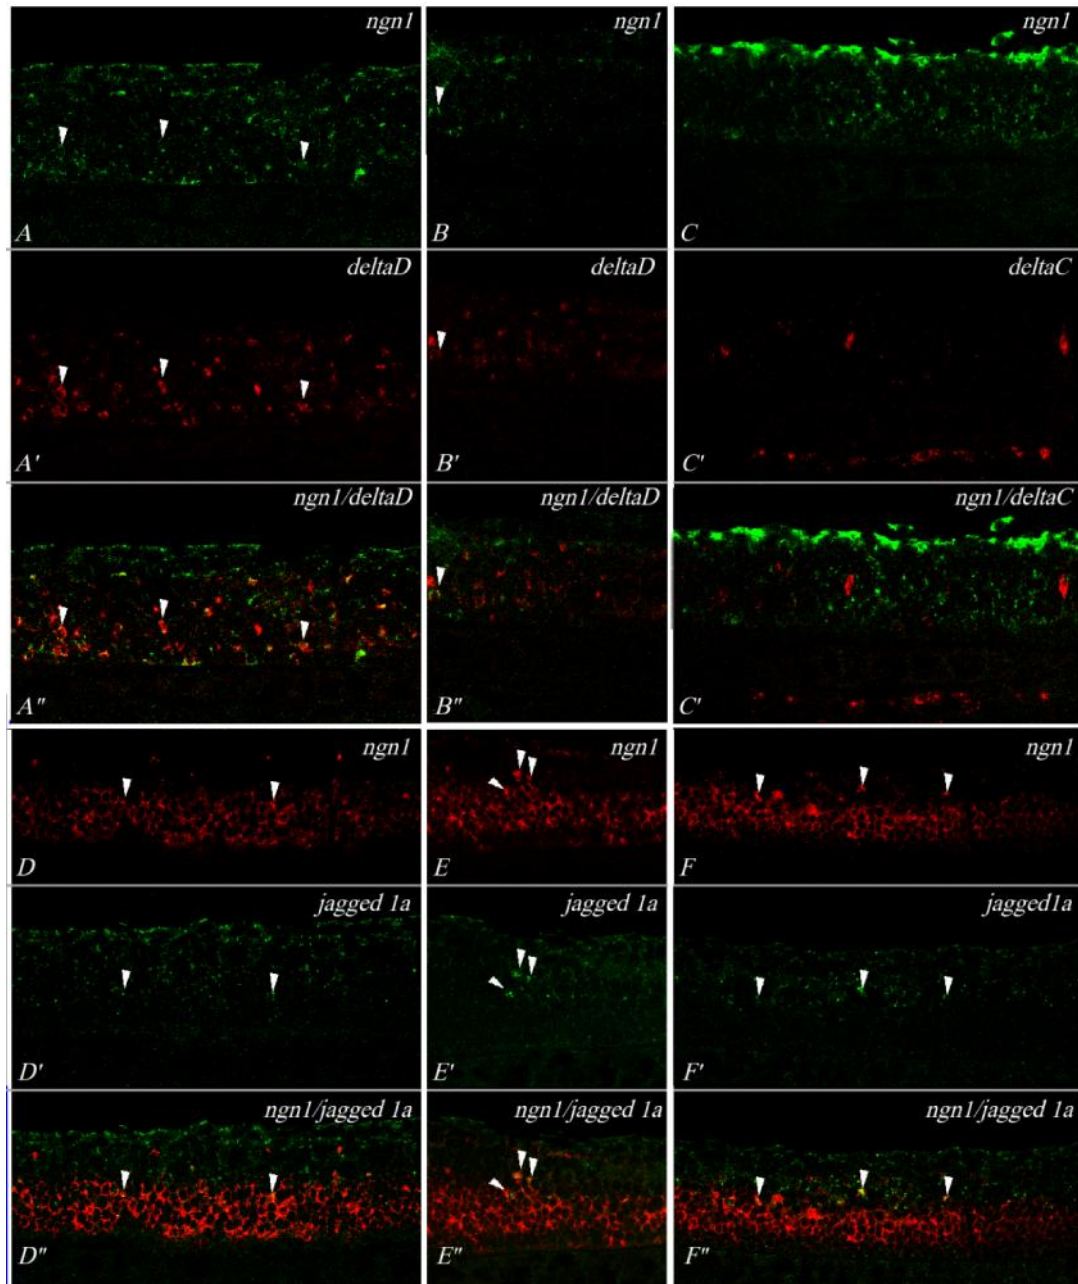 ngn1 ngn1 ngn1
A B C
deltaD deltaD deltaC
A' B' C'
ngn1/deltaD ngn1/deltaD ngn1/deltaC
A" B" C'
ngn1 ngn1 ngn1
D E F
jagged 1a jagged 1a jagged1a
D' E' F'
ngn1/jagged 1a ngn1/jagged 1a ngn1/jagged 1a
D" E" F"